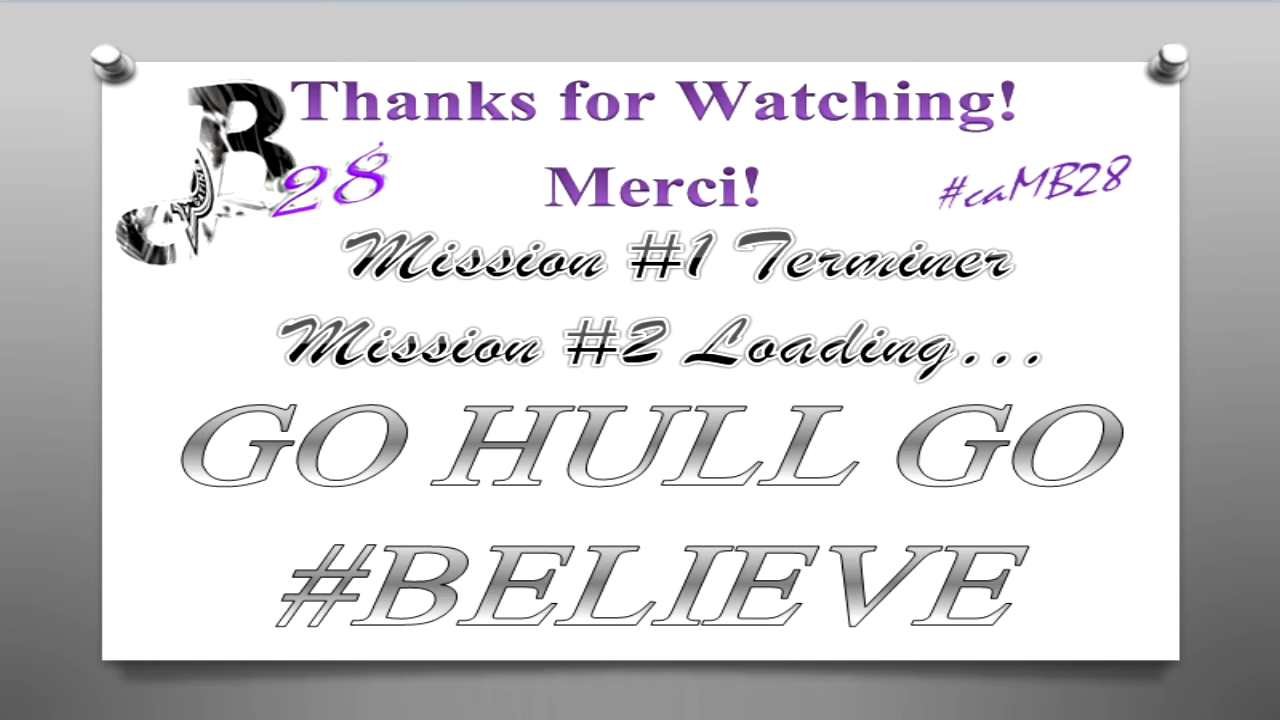 Thanks for Watching!
28
Merci!
#caMB28
Mission #1 Terminer
Mission #2 Loading...
GO HULL GO
#BELIEVE